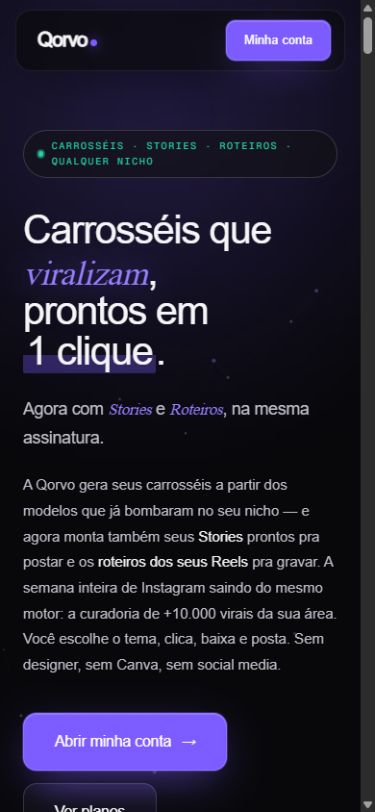 Qorvo
Minha conta
CARROSSÉIS · STORIES · ROTEIROS ·
QUALQUER NICHO
Carrosséis que
viralizam,
prontos em
1 clique.
Agora com Stories e Roteiros, na mesma
assinatura.
A Qorvo gera seus carrosséis a partir dos
modelos que já bombaram no seu nicho — e
agora monta também seus Stories prontos pra
postar e os roteiros dos seus Reels pra gravar. A
semana inteira de Instagram saindo do mesmo
motor: a curadoria de +10.000 virais da sua área.
Você escolhe o tema, clica, baixa e posta. Sem
designer, sem Canva, sem social media.
Abrir minha conta →
Ver planos